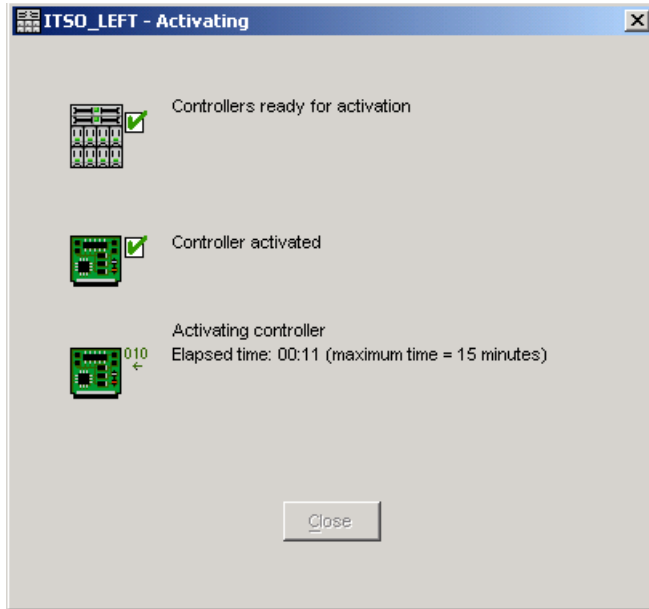 ITSO_LEFT - Activating
Controllers ready for activation
Controller activated
Activating controller
010
Elapsed time: 00:11 (maximum time = 15 minutes)
Close